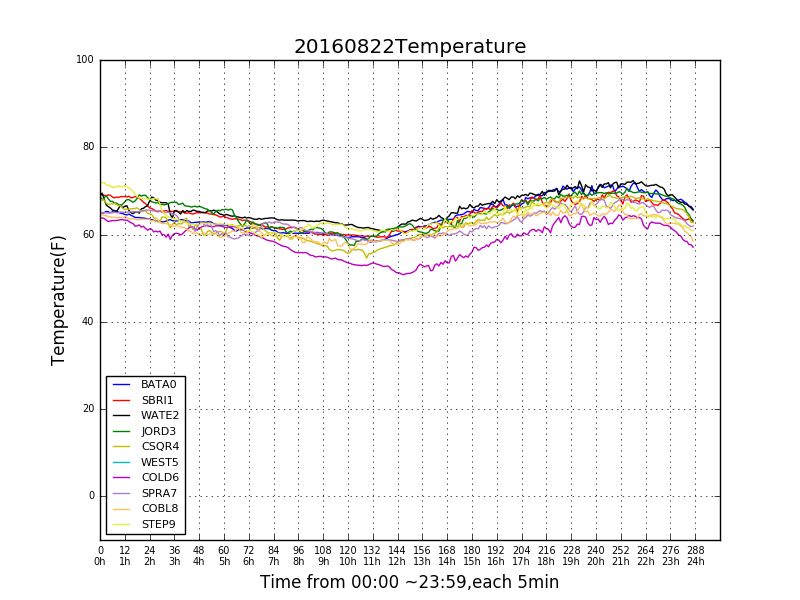 20160822Temperature
100
80
60
40
20
0
Temperature(F)
BATA0
SBRI1
WATE2
JORD3
CSQR4
WEST5
COLD6
SPRA7
COBL8
STEP9
0 12 24 36 48 60 72 84 96 108 120 132 144 156 168 180 192 204 216 228 240 252 264 276 288
0h 1h 2h 3h 4h 5h 6h 7h 8h 9h 10h 11h 12h 13h 14h 15h 16h 17h 18h 19h 20h 21h 22h 23h 24h
Time from 00:00 ~23:59,each 5min